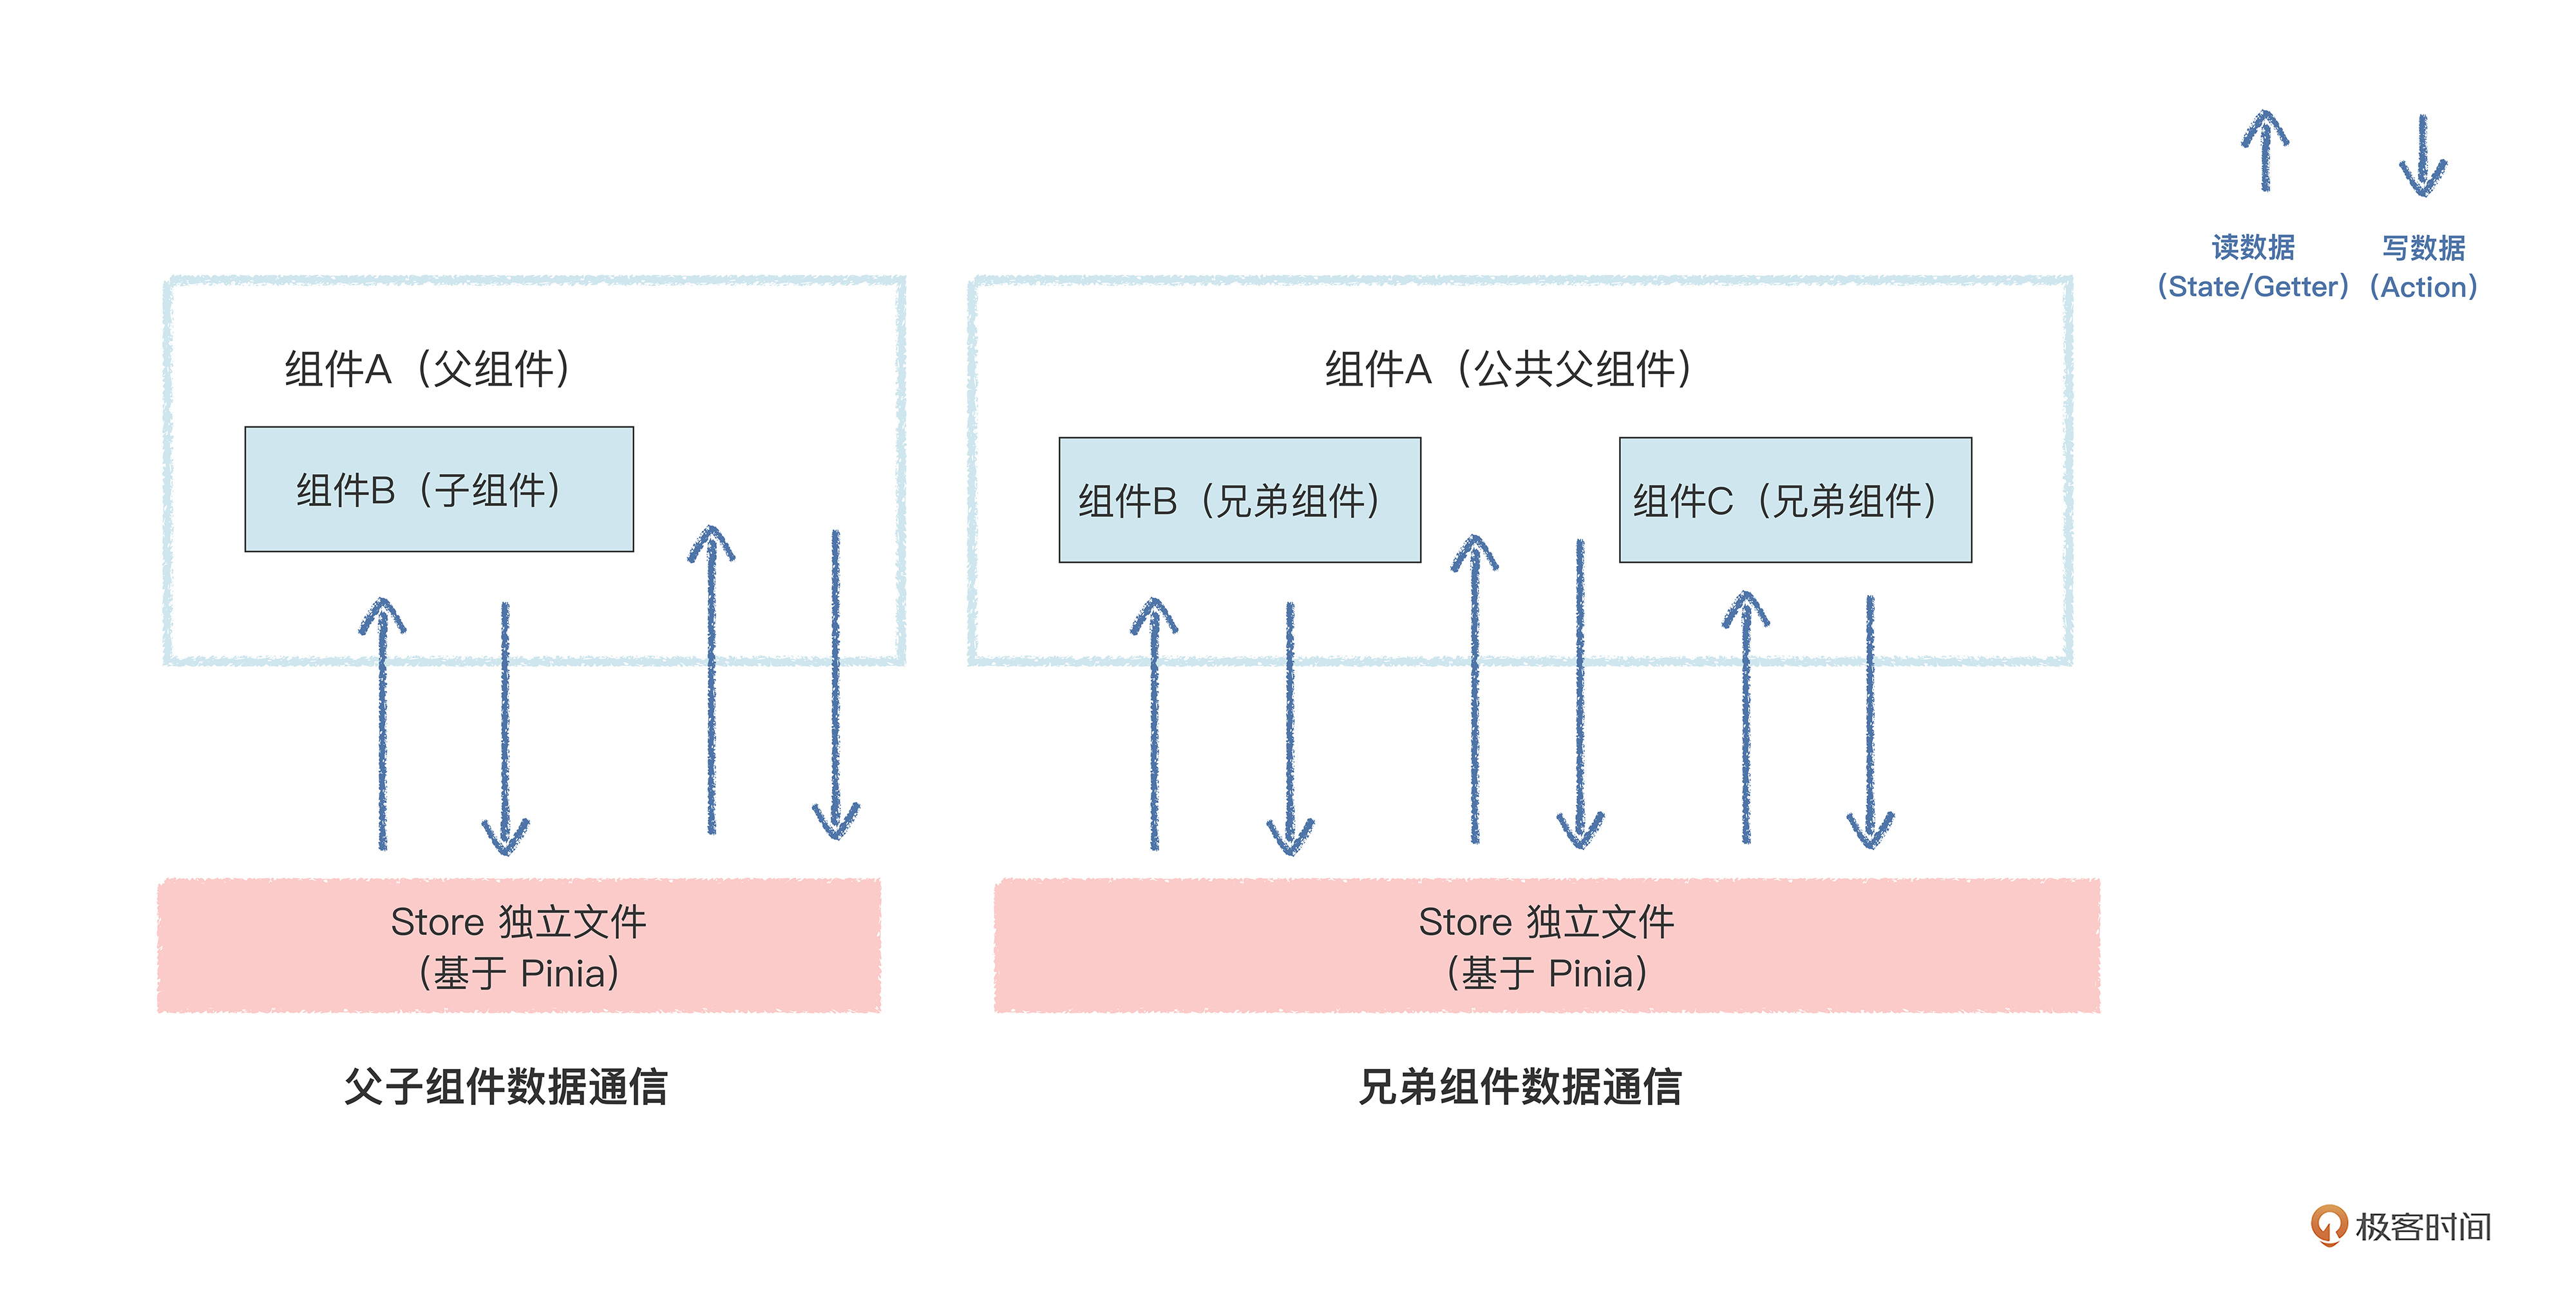 读数据
（State/Getter）
写数据
（Action）
组件A（父组件）
组件B（子组件）
组件A（公共父组件）
组件B（兄弟组件）
组件C（兄弟组件）
Store 独立文件
（基于 Pinia）
Store 独立文件
（基于 Pinia）
父子组件数据通信
兄弟组件数据通信
极客时间